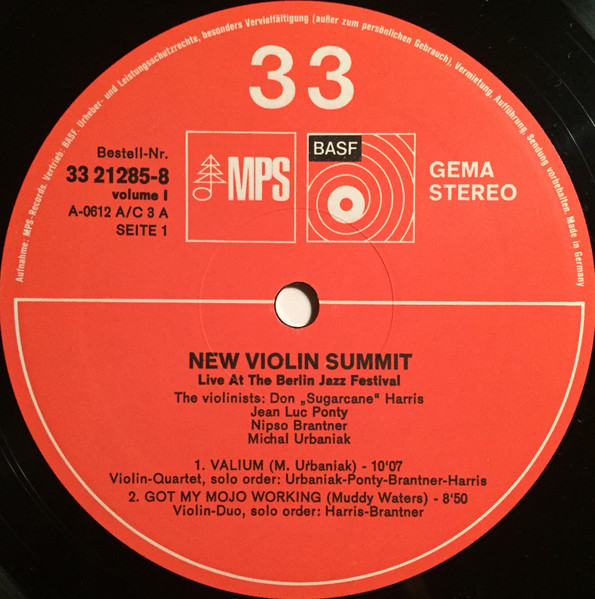 Aufnahme: MPS-Records. Vertrieb: BASF. Urheber- und Leistungsschutzrechte, besonders Vervielfältigung (außer zum persönlichen Gebrauch), Vermietung, Aufführung, Sendung vorbehalten. Made in Germany
33
Bestell-Nr.
33 21285-8
volume I
A-0612 A/C 3 A
SEITE 1
MPS
BASF
GEMA
STEREO
NEW VIOLIN SUMMIT
Live At The Berlin Jazz Festival
The violinists: Don „Sugarcane“ Harris
Jean Luc Ponty
Nipso Brantner
Michal Urbaniak
1. VALIUM (M. Uřbaniak) - 10'07
Violin-Quartet, solo order: Urbaniak-Ponty-Brantner-Harris
2. GOT MY MOJO WORKING (Muddy Waters) - 8'50
Violin-Duo, solo order: Harris-Brantner